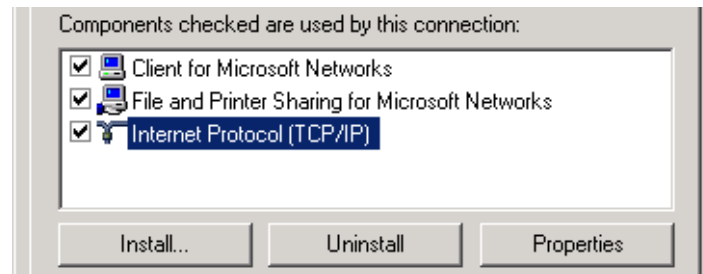 Components checked are used by this connection:
Client for Microsoft Networks
File and Printer Sharing for Microsoft Networks
Internet Protocol (TCP/IP)
Install... Uninstall Properties